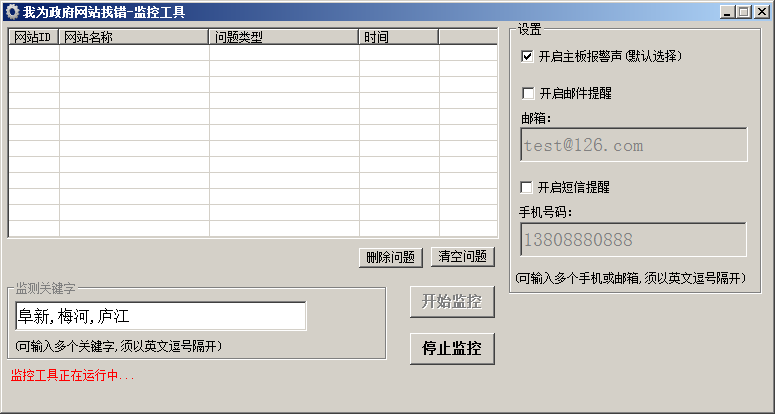 我为政府网站找错-监控工具
网站ID 网站名称 问题类型 时间
删除问题 清空问题
监测关键字
阜新,梅河,庐江
(可输入多个关键字,须以英文逗号隔开)
开始监控
停止监控
监控工具正在运行中...
设置
开启主板报警声(默认选择)
开启邮件提醒
邮箱:
test@126.com
开启短信提醒
手机号码:
13808880888
(可输入多个手机或邮箱,须以英文逗号隔开)